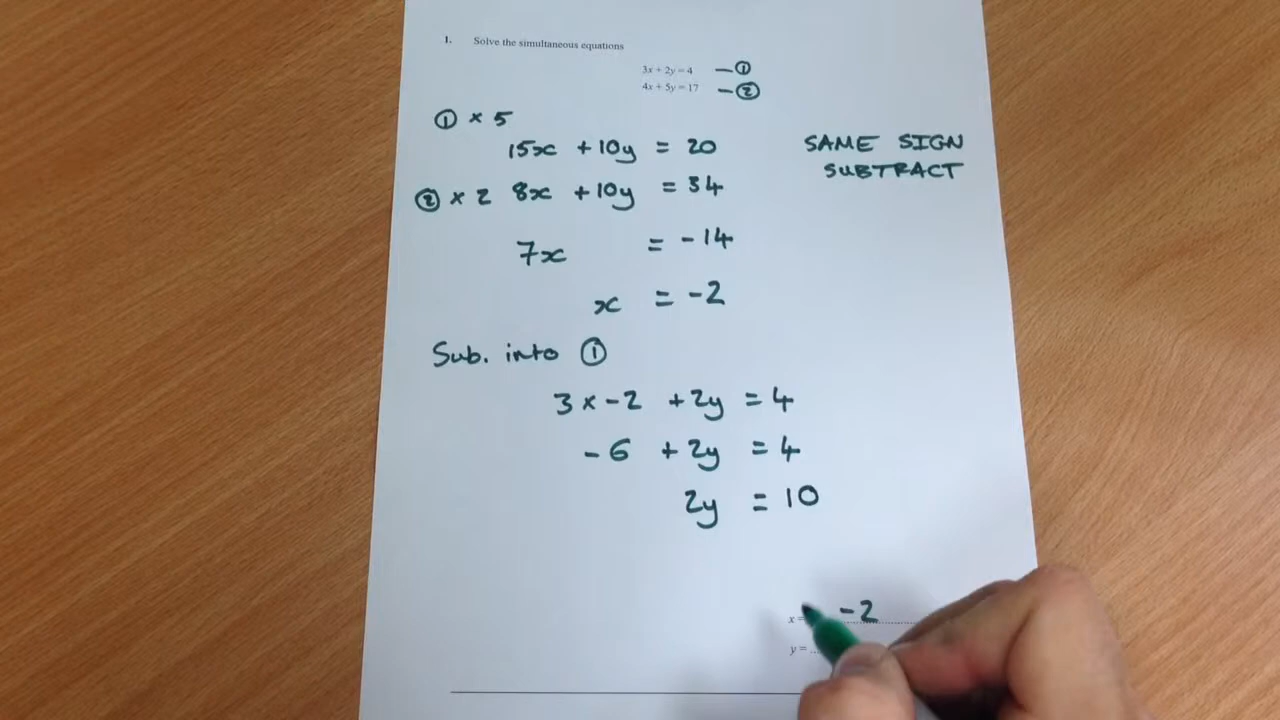 1. Solve the simultaneous equations
3x + 2y = 4 — ①
4x + 5y = 17 — ②
① × 5
15x + 10y = 20
SAME SIGN
SUBTRACT
② × 2 8x + 10y = 34
7x = -14
x = -2
Sub. into ①
3 × -2 + 2y = 4
-6 + 2y = 4
2y = 10
x = -2
y = ...